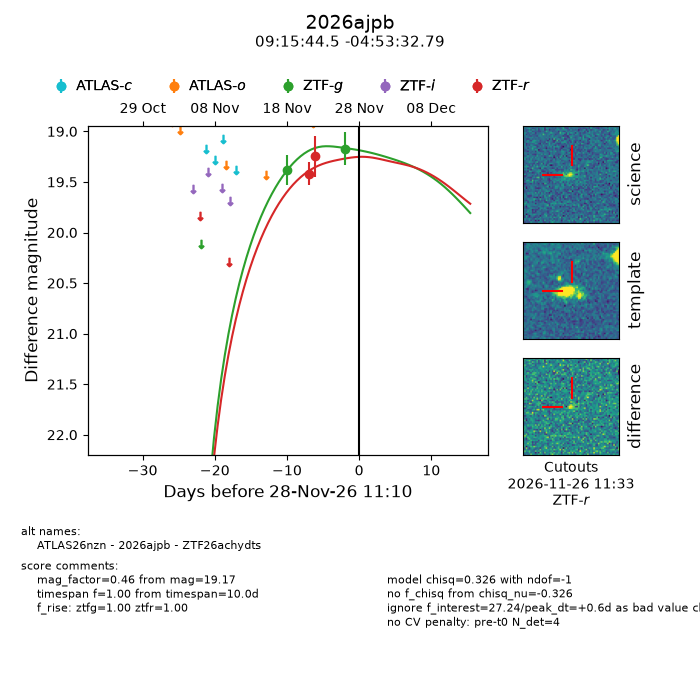 2026ajpb
09:15:44.5 -04:53:32.79
ATLAS-c
ATLAS-o
ZTF-g
ZTF-i
ZTF-r
29 Oct
08 Nov
18 Nov
28 Nov
08 Dec
19.0
19.5
20.0
20.5
21.0
21.5
22.0
Difference magnitude
−30
−20
−10
0
10
Days before 28-Nov-26 11:10
science
template
difference
Cutouts
2026-11-26 11:33
ZTF-r
alt names:
ATLAS26nzn - 2026ajpb - ZTF26achydts
score comments:
mag_factor=0.46 from mag=19.17
timespan f=1.00 from timespan=10.0d
f_rise: ztfg=1.00 ztfr=1.00
model chisq=0.326 with ndof=-1
no f_chisq from chisq_nu=-0.326
ignore f_interest=27.24/peak_dt=+0.6d as bad value
no CV penalty: pre-t0 N_det=4